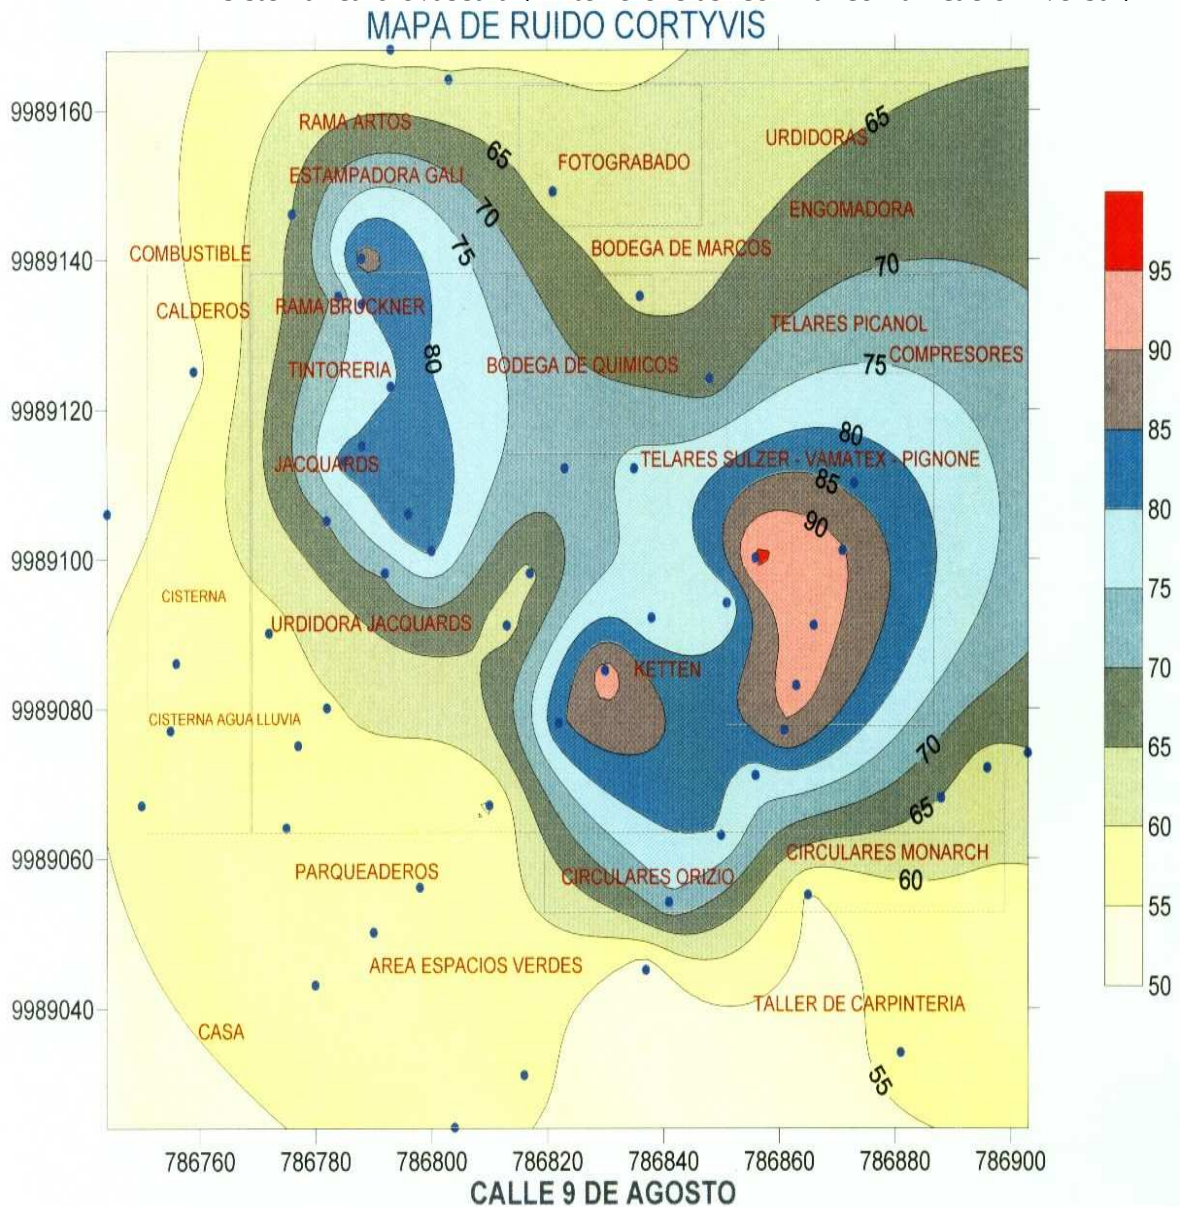 MAPA DE RUIDO CORTYVIS
9989160
9989140
9989120
9989100
9989080
9989060
9989040
RAMA ARTOS
65
URDIDORAS
65
FOTOGRABADO
ESTAMPADORA GALI
70
ENGOMADORA
COMBUSTIBLE
75
BODEGA DE MARCOS
70
CALDEROS
RAMA BRUCKNER
TELARES PICANOL
COMPRESORES
TINTORERIA
80
BODEGA DE QUIMICOS
75
80
JACQUARDS
TELARES SULZER - VAMATEX - PIGNONE
85
90
CISTERNA
URDIDORA JACQUARDS
KETTEN
CISTERNA AGUA LLUVIA
70
65
PARQUEADEROS
CIRCULARES ORIZIO
CIRCULARES MONARCH
60
AREA ESPACIOS VERDES
TALLER DE CARPINTERIA
CASA
55
95
90
85
80
75
70
65
60
55
50
786760 786780 786800 786820 786840 786860 786880 786900
CALLE 9 DE AGOSTO